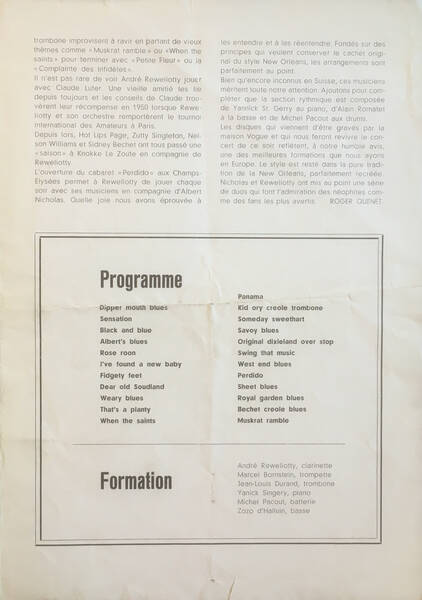 trombone improvisent à ravir en partant de vieux
thèmes comme «Muskrat ramble» ou «When the
saints» pour terminer avec «Petite Fleur» ou la
«Complainte des Infidèles».
Il n'est pas rare de voir André Reweliotty jouer
avec Claude Luter. Une vieille amitié les lie
depuis toujours et les conseils de Claude trou-
vèrent leur récompense en 1950 lorsque Rewe-
liotty et son orchestre remportèrent le tournoi
International des Amateurs à Paris.
Depuis lors, Hot Lips Page, Zutty Singleton, Nel-
son Williams et Sidney Bechet ont tous passé une
«saison» à Knokke Le Zoute en compagnie de
Reweliotty.
L'ouverture du cabaret «Perdido» aux Champs-
Elysées permet à Reweliotty de jouer chaque
soir avec ses musiciens en compagnie d'Albert
Nicholas. Quelle joie nous avons éprouvée à
les entendre et à les réentendre. Fondés sur des
principes qui veulent conserver le cachet origi-
nal du style New Orleans, les arrangements sont
parfaitement au point.
Bien qu'encore inconnus en Suisse, ces musiciens
méritent toute notre attention. Ajoutons pour com-
pléter que la section rythmique est composée
de Yannick St. Gerry au piano, d'Alain Romatet
à la basse et de Michel Pacout aux drums.
Les disques qui viennent d'être gravés par la
maison Vogue et qui nous feront revivre le con-
cert de ce soir reflètent, à notre humble avis,
une des meilleures formations que nous ayons
en Europe. Le style est resté dans la pure tradi-
tion de la New Orleans, parfaitement recréée.
Nicholas et Reweliotty ont mis au point une série
de duos qui font l'admiration des néophites com-
me des fans les plus avertis. ROGER QUENET.
Programme
Dipper mouth blues
Sensation
Black and blue
Albert's blues
Rose roon
I've found a new baby
Fidgety feet
Dear old Soudland
Weary blues
That's a planty
When the saints
Panama
Kid ory creole trombone
Someday sweethart
Savoy blues
Original dixieland over stop
Swing that music
West end blues
Perdido
Sheet blues
Royal garden blues
Bechet creole blues
Muskrat ramble
Formation
André Reweliotty, clarinette
Marcel Bornstein, trompette
Jean-Louis Durand, trombone
Yanick Singery, piano
Michel Pacout, batterie
Zozo d'Halluin, basse